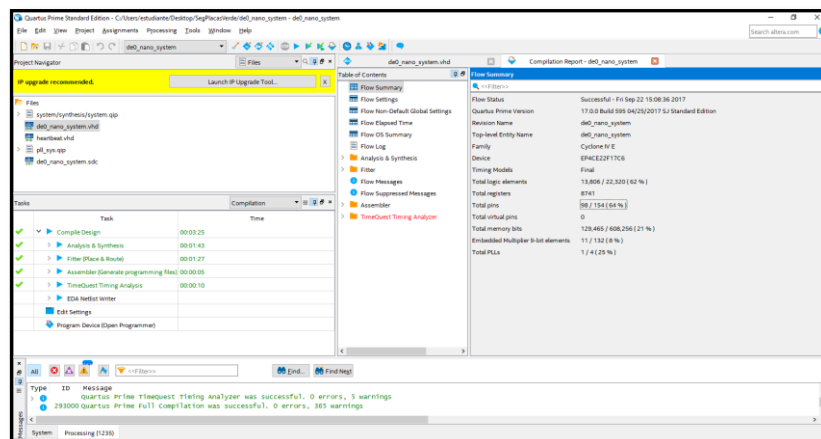 Quartus Prime Standard Edition - C:/Users/estudiante/Desktop/SegPlacasVerde/de0_nano_system - de0_nano_system
File Edit View Project Assignments Processing Tools Window Help
Search altera.com
de0_nano_system
Project Navigator
Files
IP upgrade recommended.
Launch IP Upgrade Tool...
X
Files
system/synthesis/system.qip
de0_nano_system.vhd
heartbeat.vhd
pll_sys.qip
de0_nano_system.sdc
Tasks
Compilation
Task Time
Compile Design 00:03:25
Analysis & Synthesis 00:01:43
Fitter (Place & Route) 00:01:27
Assembler (Generate programming files) 00:00:05
TimeQuest Timing Analysis 00:00:10
EDA Netlist Writer
Edit Settings
Program Device (Open Programmer)
de0_nano_system.vhd
Compilation Report - de0_nano_system
Table of Contents
Flow Summary
Flow Settings
Flow Non-Default Global Settings
Flow Elapsed Time
Flow OS Summary
Flow Log
Analysis & Synthesis
Fitter
Flow Messages
Flow Suppressed Messages
Assembler
TimeQuest Timing Analyzer
Flow Summary
<<Filter>>
Flow Status Successful - Fri Sep 22 15:08:36 2017
Quartus Prime Version 17.0.0 Build 595 04/25/2017 SJ Standard Edition
Revision Name de0_nano_system
Top-level Entity Name de0_nano_system
Family Cyclone IV E
Device EP4CE22F17C6
Timing Models Final
Total logic elements 13,806 / 22,320 ( 62 % )
Total registers 8741
Total pins 98 / 154 ( 64 % )
Total virtual pins 0
Total memory bits 129,465 / 608,256 ( 21 % )
Embedded Multiplier 9-bit elements 11 / 132 ( 8 % )
Total PLLs 1 / 4 ( 25 % )
All
<<Filter>>
Find...
Find Next
Type ID Message
Quartus Prime TimeQuest Timing Analyzer was successful. 0 errors, 5 warnings
293000 Quartus Prime Full Compilation was successful. 0 errors, 365 warnings
Messages
System Processing (1235)